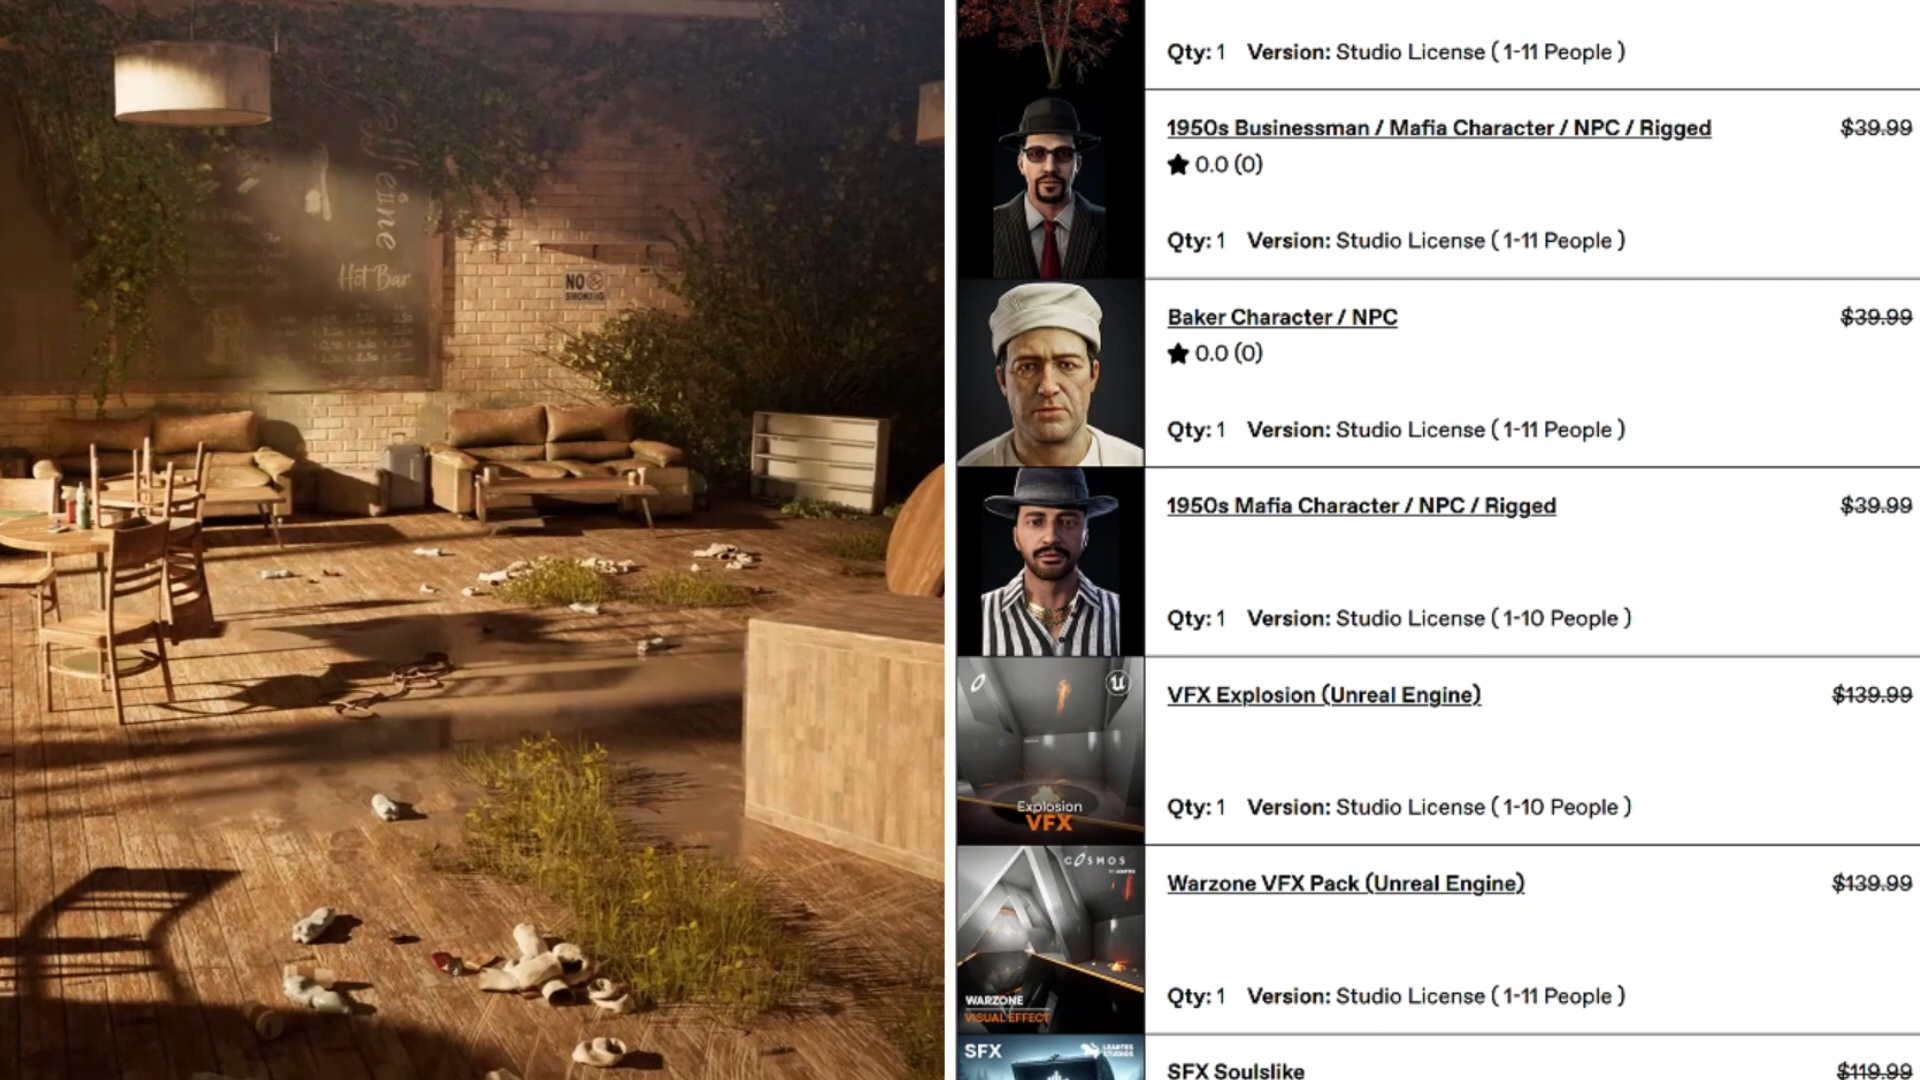 Hot Bar
NO
SMOKING
Qty: 1 Version: Studio License ( 1-11 People )
1950s Businessman / Mafia Character / NPC / Rigged
$39.99
0.0 (0)
Qty: 1 Version: Studio License ( 1-11 People )
Baker Character / NPC
$39.99
0.0 (0)
Qty: 1 Version: Studio License ( 1-11 People )
1950s Mafia Character / NPC / Rigged
$39.99
Qty: 1 Version: Studio License ( 1-10 People )
Explosion
VFX
VFX Explosion (Unreal Engine)
$139.99
Qty: 1 Version: Studio License ( 1-10 People )
COSMOS
WARZONE
VISUAL EFFECT
Warzone VFX Pack (Unreal Engine)
$139.99
Qty: 1 Version: Studio License ( 1-11 People )
SFX
LEARTES
STUDIOS
SFX Soulslike
$119.99